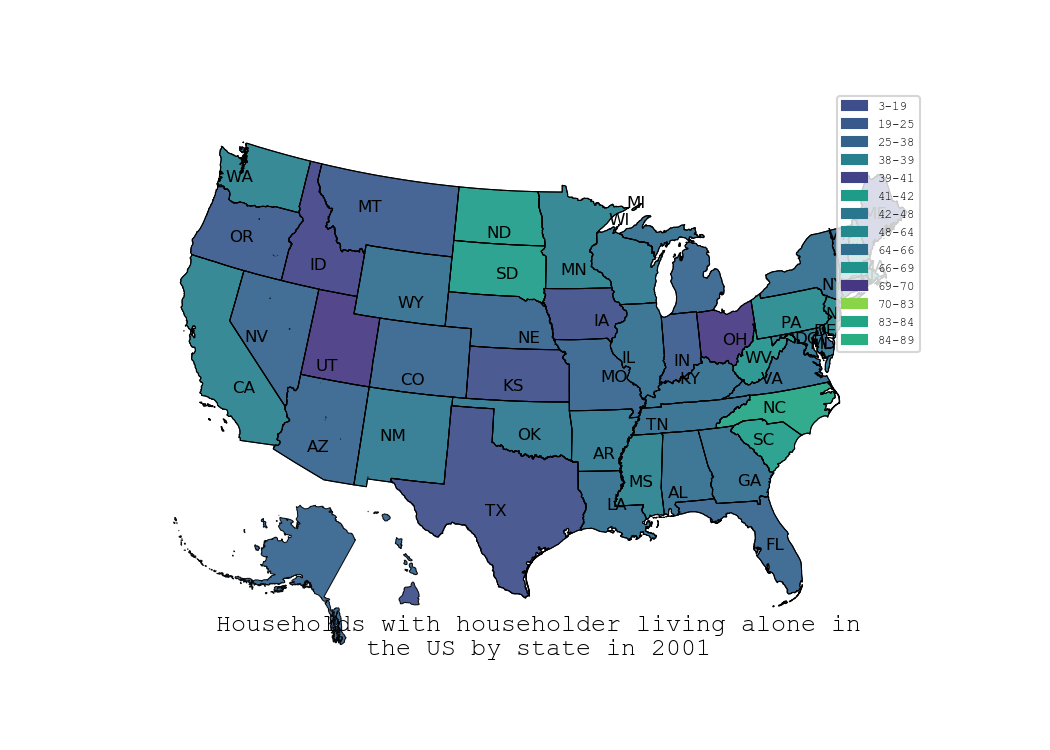 3-19
19-25
25-38
38-39
39-41
41-42
42-48
48-64
64-66
66-69
69-70
70-83
83-84
84-89
WA
MT
ND
MI
WI
OR
ID
SD
MN
WY
NY
NV
NE
IA
PA
OH
UT
CO
KS
MO
IL
IN
WV
DC
DE
MD
CA
KY
VA
NM
OK
AR
TN
NC
SC
AZ
TX
LA
MS
AL
GA
FL
Households with householder living alone in
the US by state in 2001